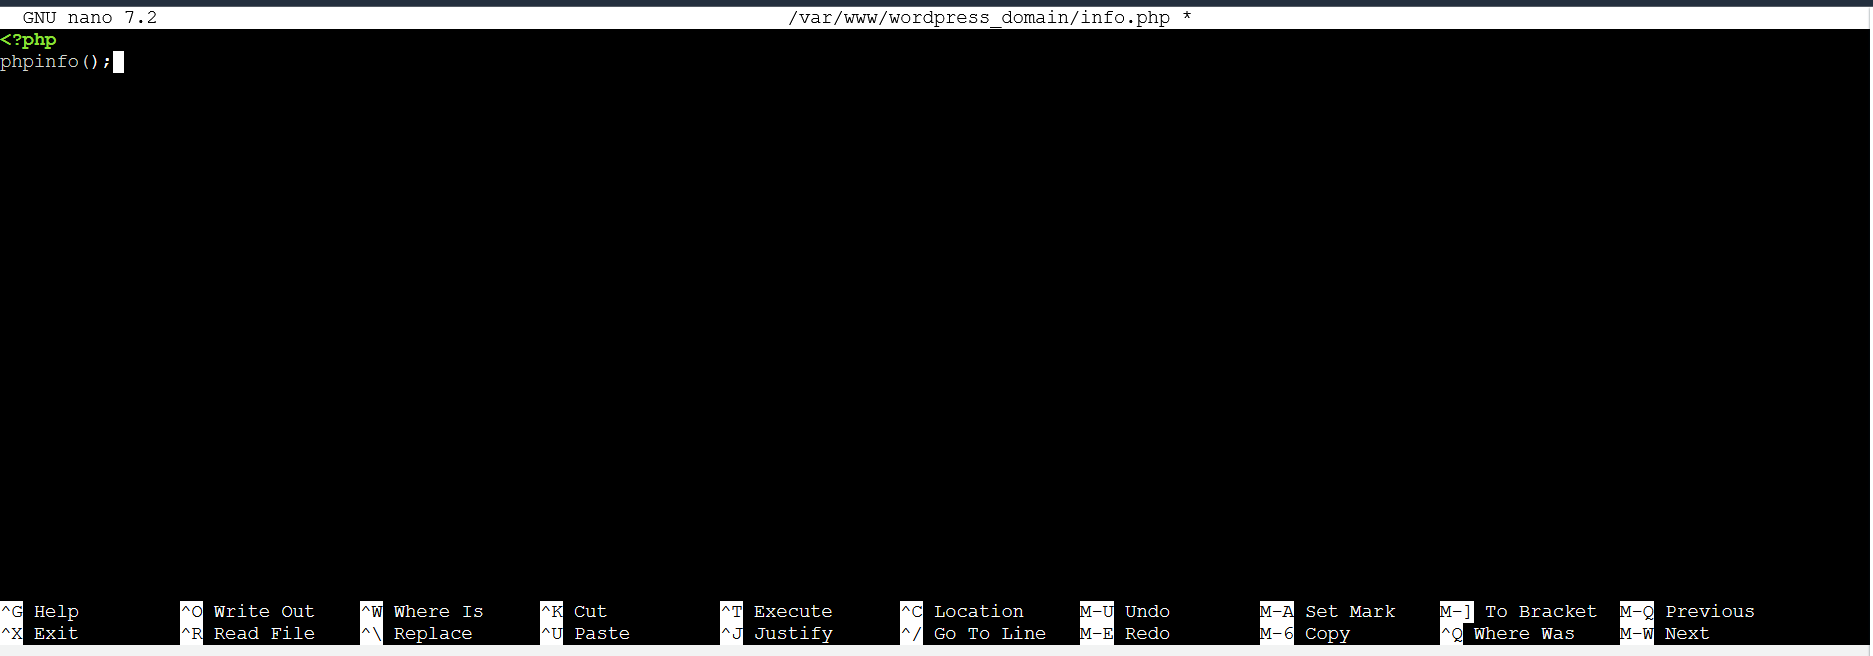 GNU nano 7.2 /var/www/wordpress_domain/info.php *
<?php
phpinfo();
^G Help ^O Write Out ^W Where Is ^K Cut ^T Execute ^C Location M-U Undo M-A Set Mark M-] To Bracket M-Q Previous
^X Exit ^R Read File ^\ Replace ^U Paste ^J Justify ^/ Go To Line M-E Redo M-6 Copy ^Q Where Was M-W Next